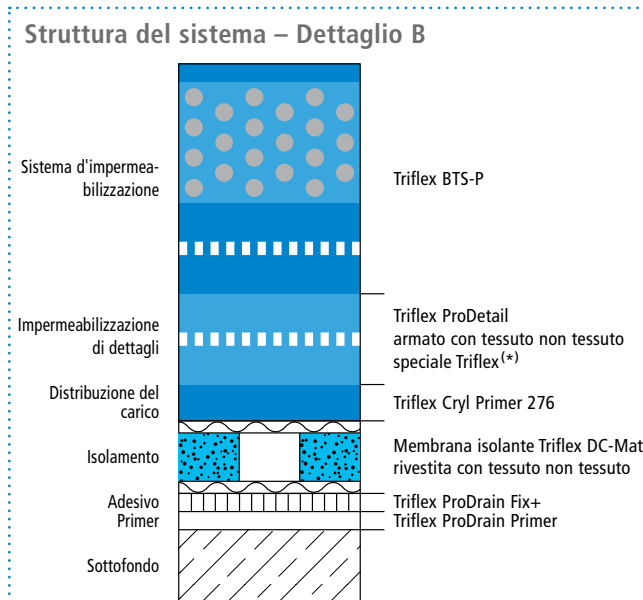 Struttura del sistema – Dettaglio B
Sistema d'impermea-
bilizzazione
Triflex BTS-P
Impermeabilizzazione
di dettagli
Triflex ProDetail
armato con tessuto non tessuto
speciale Triflex(*)
Distribuzione del
carico
Triflex Cryl Primer 276
Isolamento
Membrana isolante Triflex DC-Mat
rivestita con tessuto non tessuto
Adesivo
Triflex ProDrain Fix+
Primer
Triflex ProDrain Primer
Sottofondo